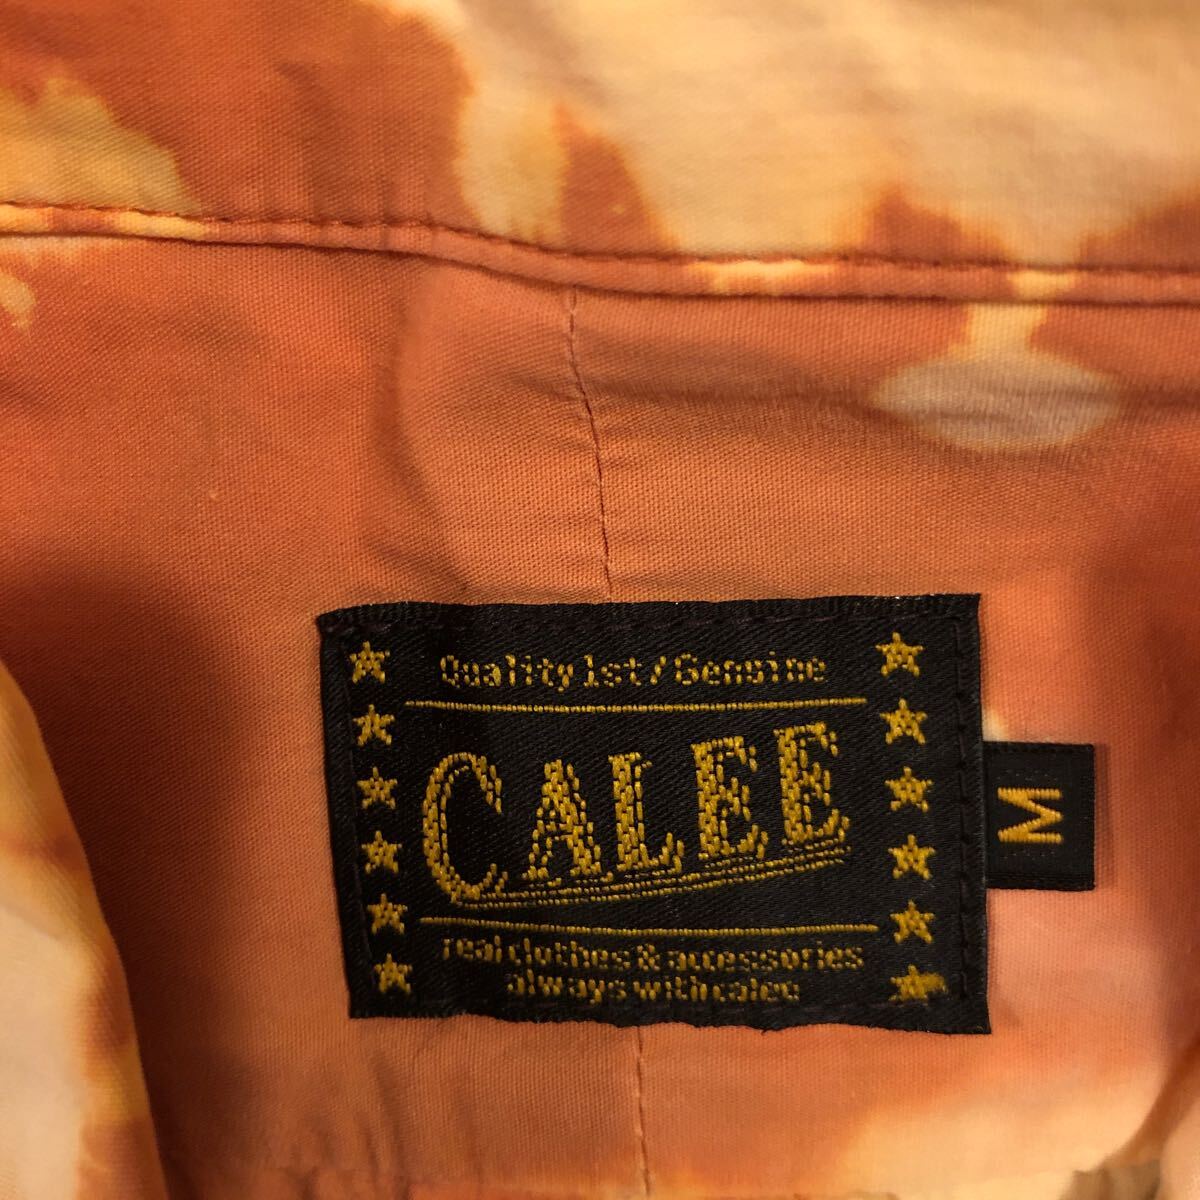 Quality 1st/Genuine
CALEE
real clothes & accessories
always with calee
M